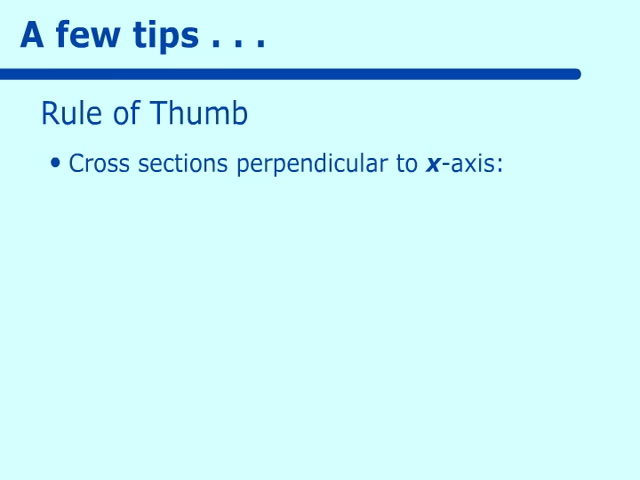 A few tips . . .
Rule of Thumb
• Cross sections perpendicular to x-axis: